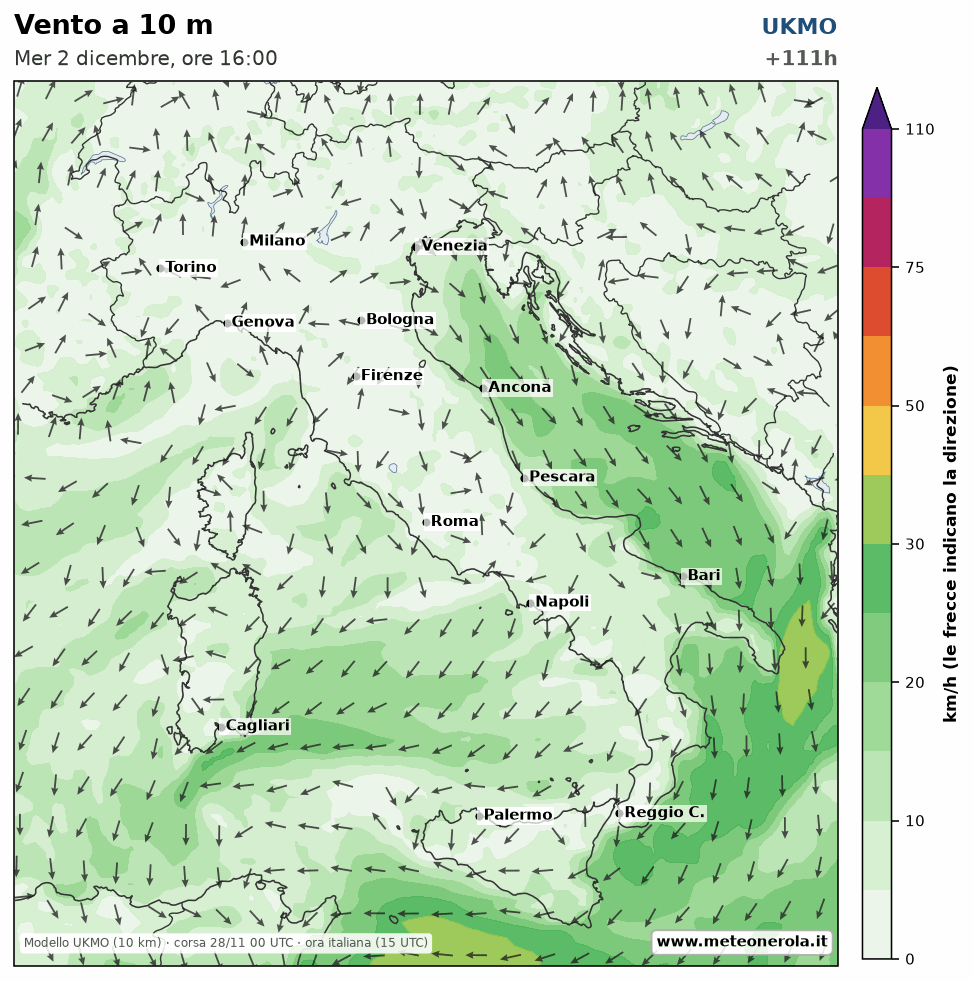 Vento a 10 m
UKMO
Mer 2 dicembre, ore 16:00
+111h
Milano
Venezia
Torino
Genova
Bologna
Firenze
Ancona
Pescara
Roma
Bari
Napoli
Cagliari
Palermo
Reggio C.
Modello UKMO (10 km) · corsa 28/11 00 UTC · ora italiana (15 UTC)
www.meteonerola.it
110
75
50
30
20
10
0
km/h (le frecce indicano la direzione)